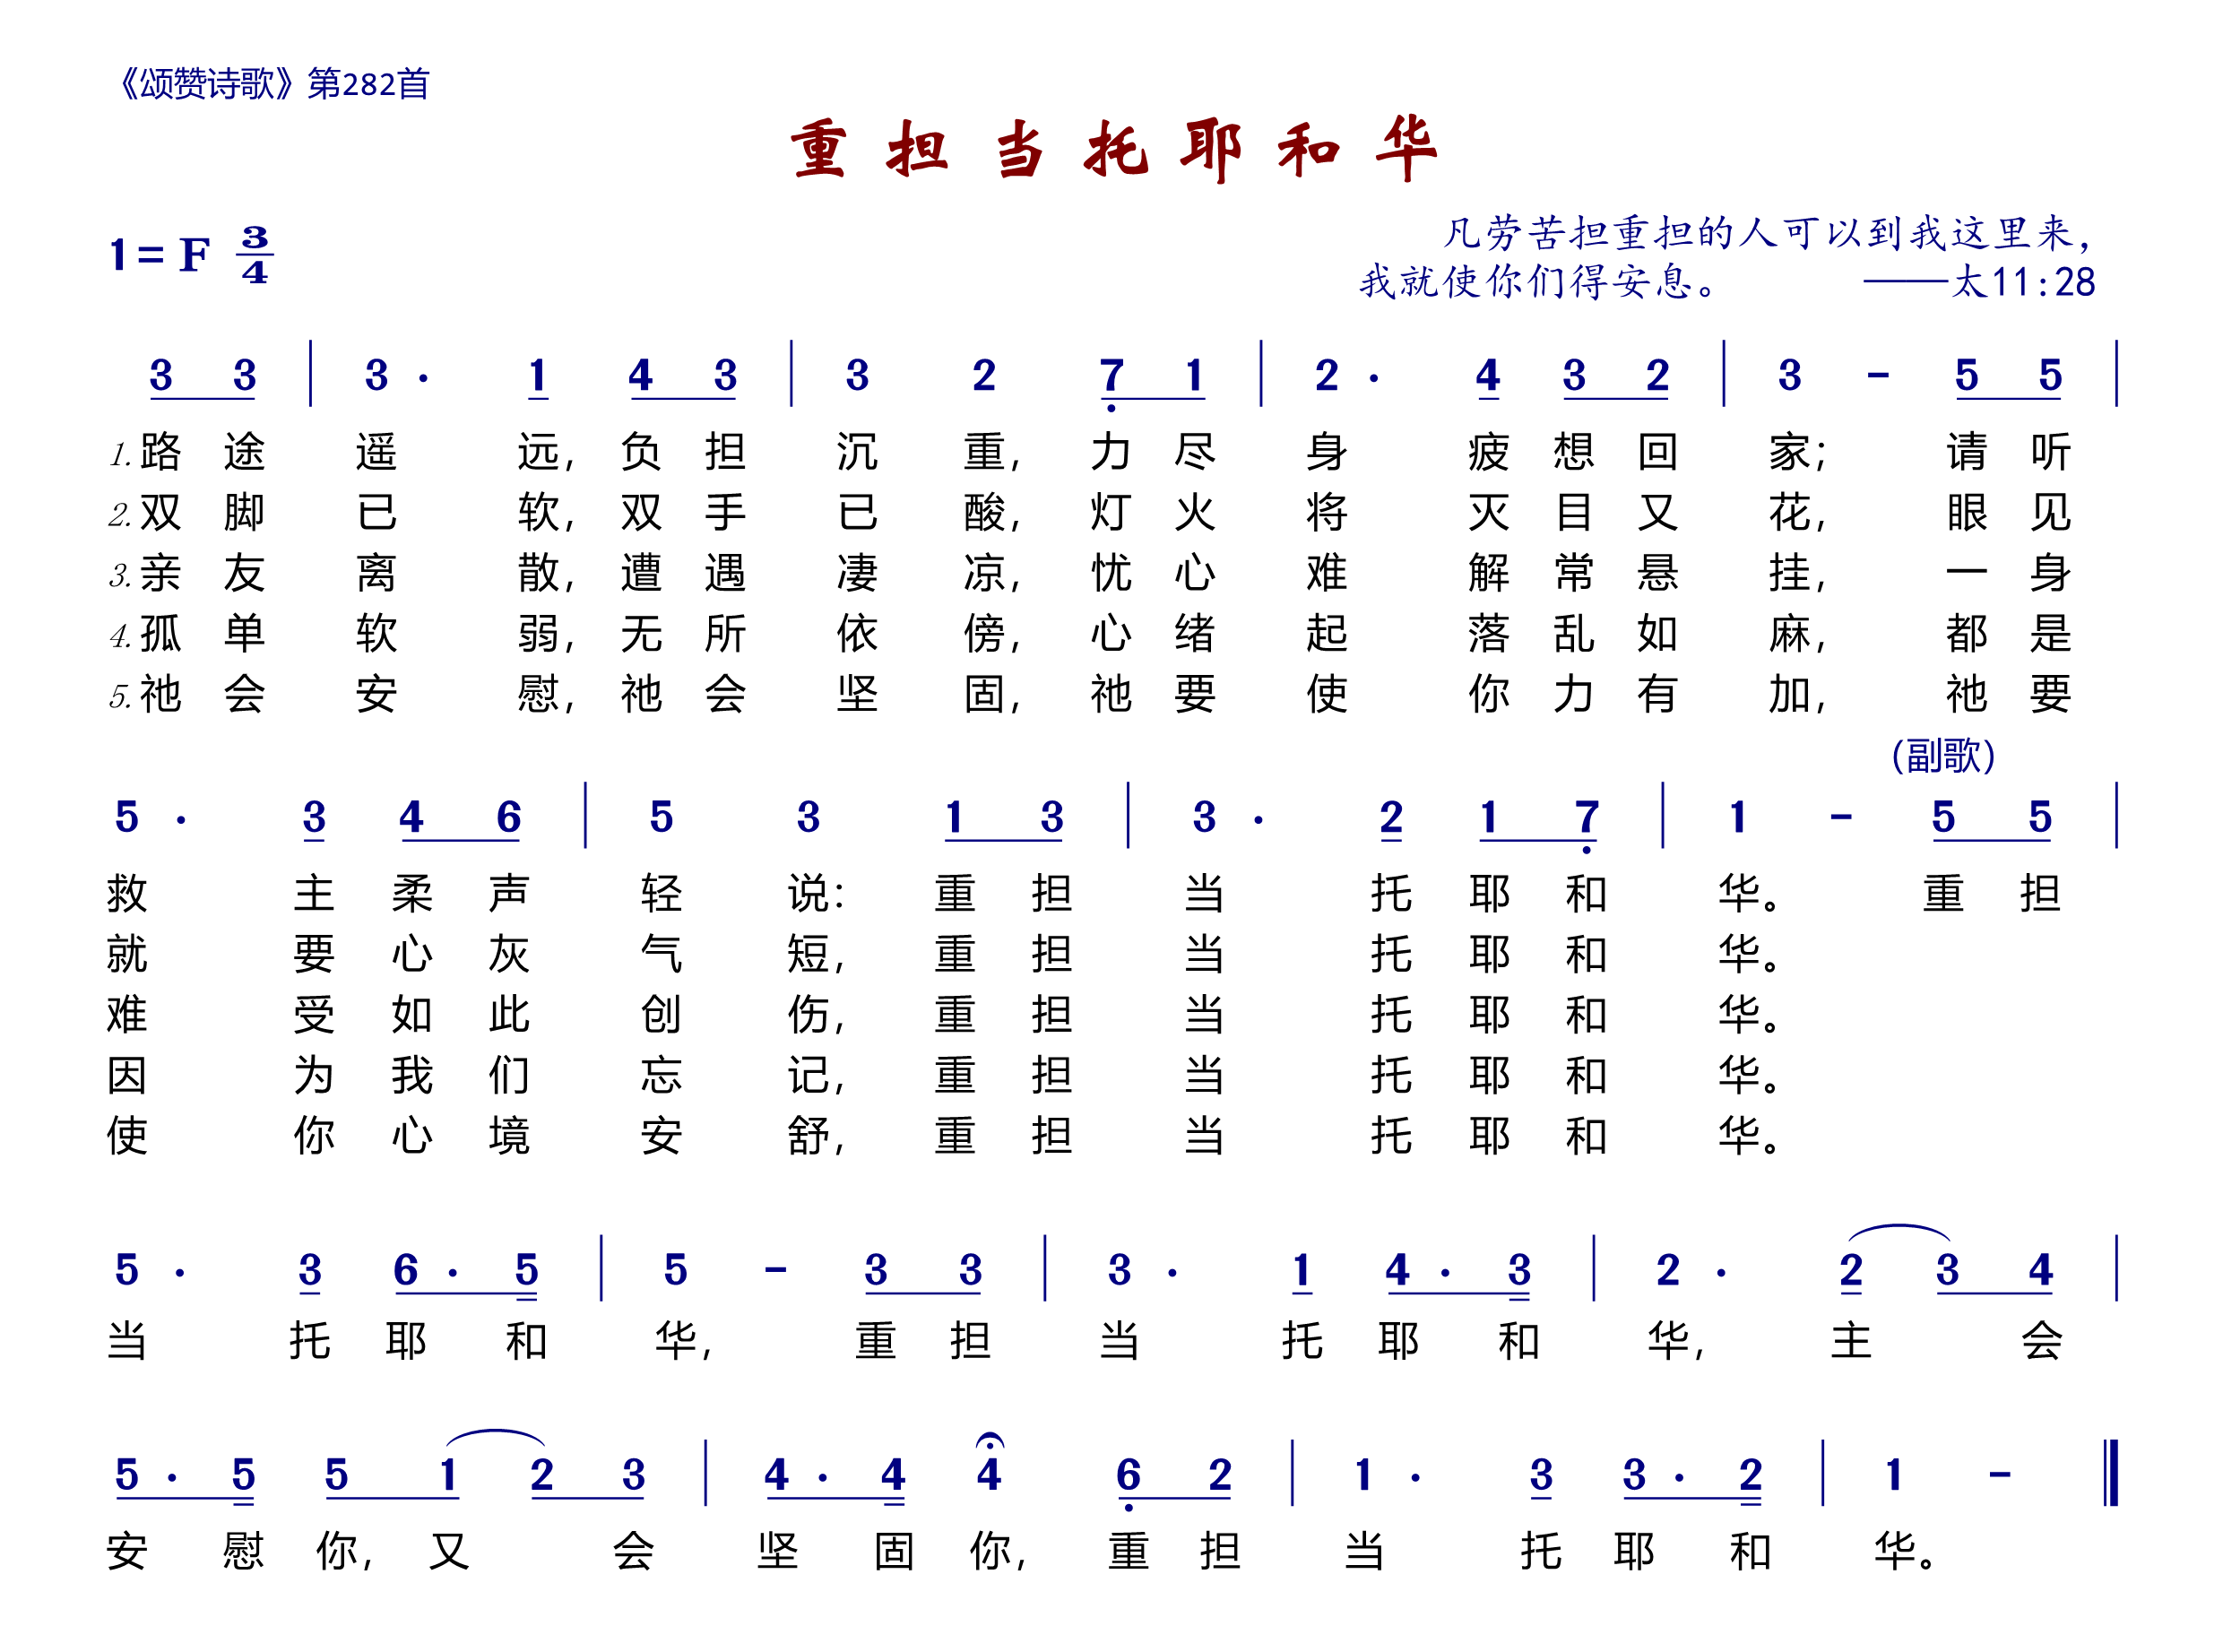 《颂赞诗歌》第282首
重担当托耶和华
1=F 3/4
凡劳苦担重担的人可以到我这里来，
我就使你们得安息。 ——太11:28
3 3 | 3 · 1 4 3 | 3 2 7 1 | 2 · 4 3 2 | 3 - 5 5 |
1.路途遥远，负担沉重，力尽身疲想回家；请听
2.双脚已软，双手已酸，灯火将灭目又花，眼见
3.亲友离散，遭遇凄凉，忧心难解常悬挂，一身
4.孤单软弱，无所依傍，心绪起落乱如麻，都是
5.祂会安慰，祂会坚固，祂要使你力有加，祂要
(副歌)
5 · 3 4 6 | 5 3 1 3 | 3 · 2 1 7 | 1 - 5 5 |
救主柔声轻说：重担当托耶和华。重担
就要心灰气短，重担当托耶和华。
难受如此创伤，重担当托耶和华。
因为我们忘记，重担当托耶和华。
使你心境安舒，重担当托耶和华。
5 · 3 6 · 5 | 5 - 3 3 | 3 · 1 4 · 3 | 2 · 2 3 4 |
当托耶和华，重担当托耶和华，主会
5 · 5 5 1 2 3 | 4 · 4 4 6 2 | 1 · 3 3 · 2 | 1 - ‖
安慰你，又会坚固你，重担当托耶和华。